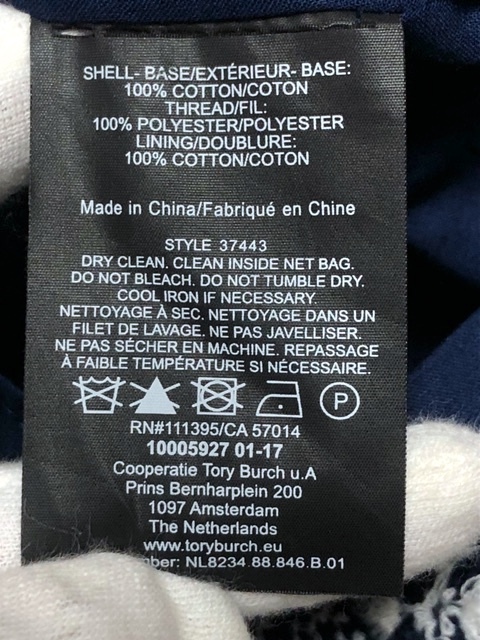 SHELL- BASE/EXTÉRIEUR- BASE:
100% COTTON/COTON
THREAD/FIL:
100% POLYESTER/POLYESTER
LINING/DOUBLURE:
100% COTTON/COTON
Made in China/Fabriqué en Chine
STYLE 37443
DRY CLEAN. CLEAN INSIDE NET BAG.
DO NOT BLEACH. DO NOT TUMBLE DRY.
COOL IRON IF NECESSARY.
NETTOYAGE À SEC. NETTOYAGE DANS UN
FILET DE LAVAGE. NE PAS JAVELLISER.
NE PAS SÉCHER EN MACHINE. REPASSAGE
À FAIBLE TEMPÉRATURE SI NÉCESSAIRE.
P
RN#111395/CA 57014
10005927 01-17
Cooperatie Tory Burch u.A
Prins Bernharplein 200
1097 Amsterdam
The Netherlands
www.toryburch.eu
NL8234.88.846.B.01